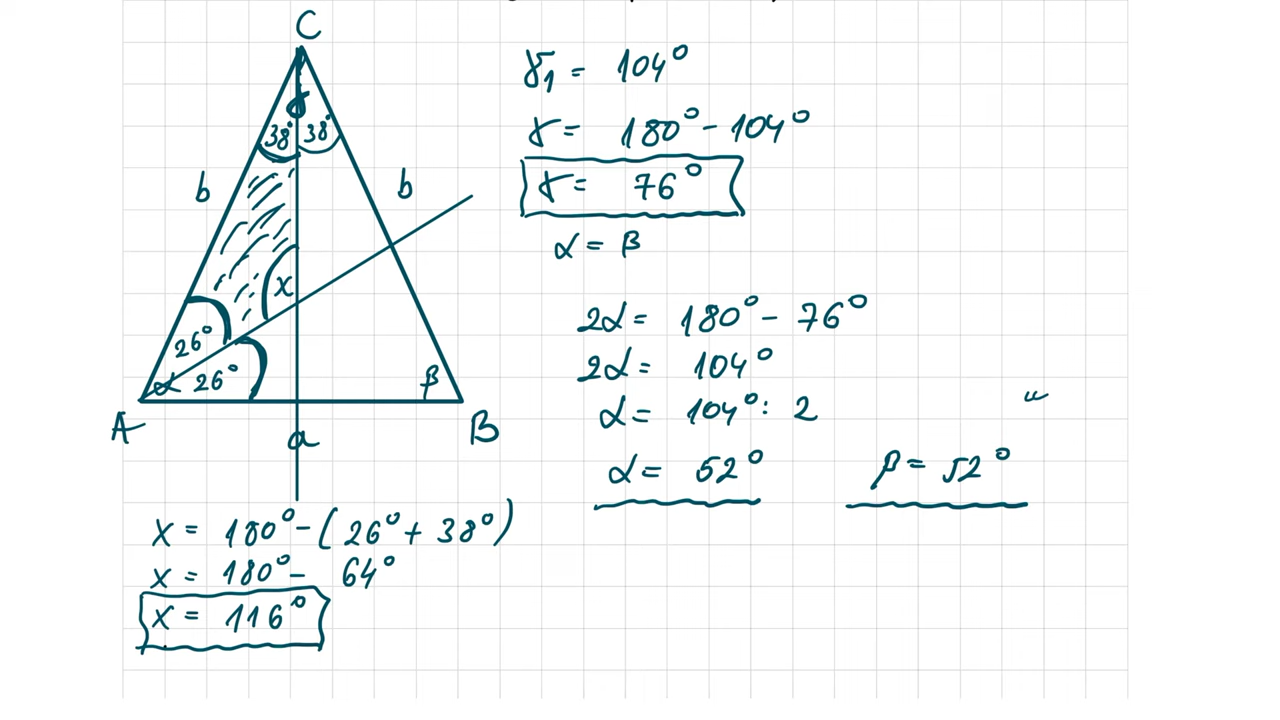 C
γ
38° 38°
b
b
x
26°
α 26°
β
A
a
B
γ₁ = 104°
γ = 180° - 104°
γ = 76°
α = β
2α = 180° - 76°
2α = 104°
α = 104° : 2
α = 52°
β = 52°
x = 180° - (26° + 38°)
x = 180° - 64°
x = 116°